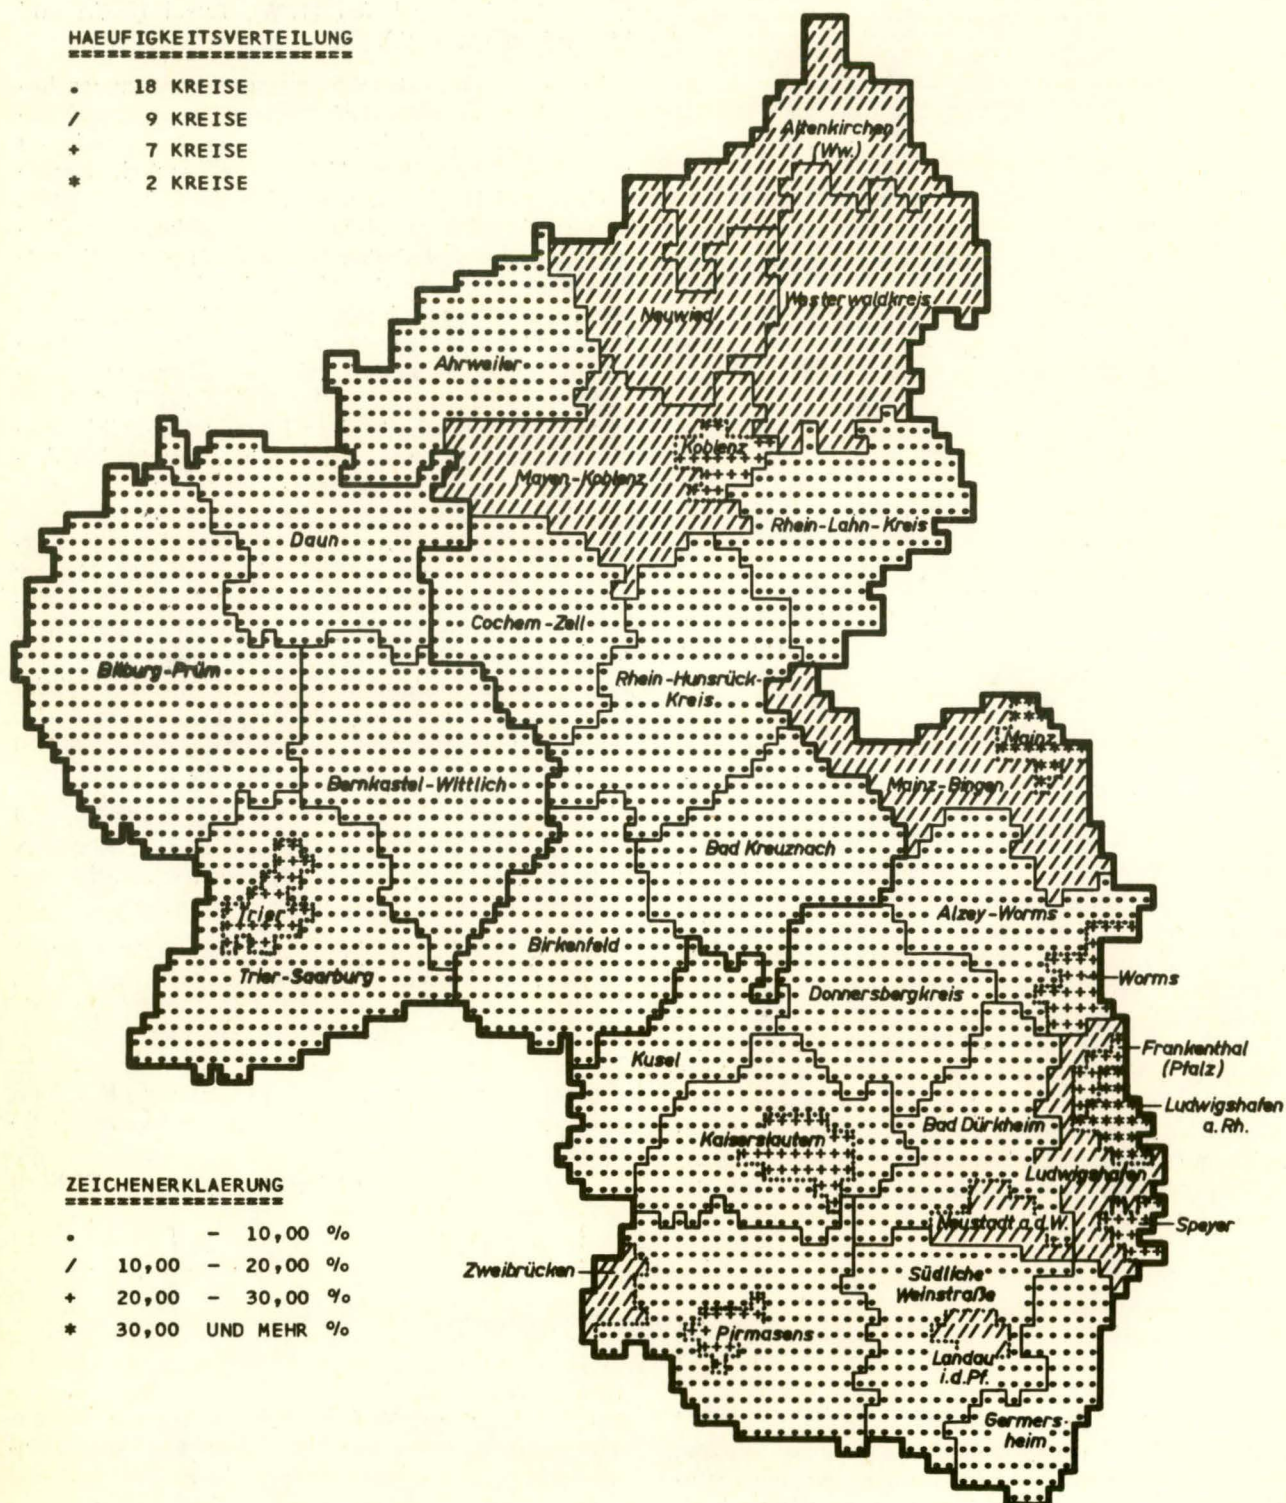 HAEUFIGKEITSVERTEILUNG
. 18 KREISE
/ 9 KREISE
+ 7 KREISE
* 2 KREISE
Altenkirchen
(Ww.)
Neuwied
Westerwaldkreis
Ahrweiler
Koblenz
Mayen-Koblenz
Rhein-Lahn-Kreis
Daun
Cochem-Zell
Bitburg-Prüm
Rhein-Hunsrück-
Kreis
Mainz
Mainz-Bingen
Bernkastel-Wittlich
Bad Kreuznach
Trier
Alzey-Worms
Birkenfeld
Trier-Saarburg
Worms
Donnersbergkreis
Kusel
Frankenthal
(Pfalz)
Ludwigshafen
a. Rh.
Bad Dürkheim
Kaiserslautern
Ludwigshafen
Neustadt a.d.W.
Speyer
Zweibrücken
Südliche
Weinstraße
Pirmasens
Landau
i.d.Pf.
Germers-
heim
ZEICHENERKLAERUNG
. - 10,00 %
/ 10,00 - 20,00 %
+ 20,00 - 30,00 %
* 30,00 UND MEHR %